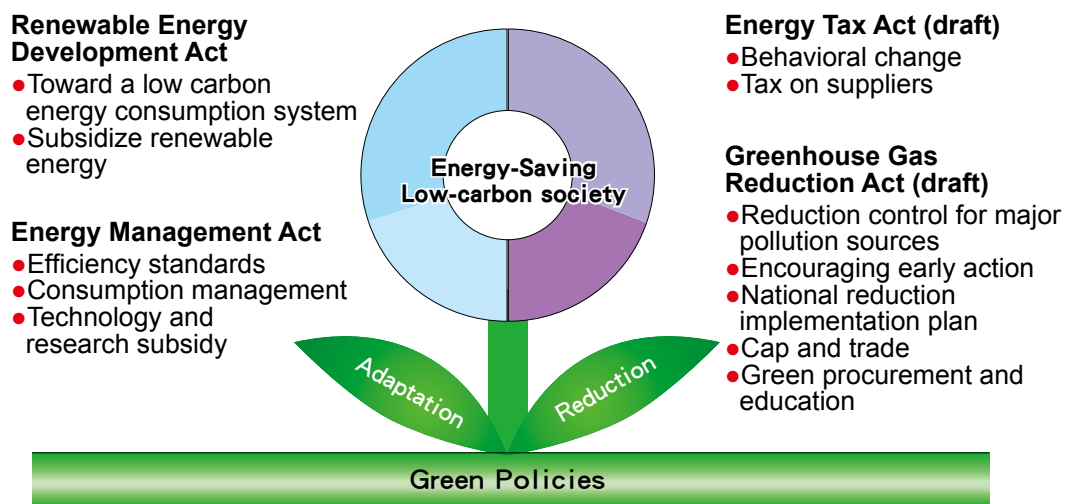 Renewable Energy
Development Act
●Toward a low carbon
energy consumption system
●Subsidize renewable
energy
Energy Management Act
●Efficiency standards
●Consumption management
●Technology and
research subsidy
Energy-Saving
Low-carbon society
Energy Tax Act (draft)
●Behavioral change
●Tax on suppliers
Greenhouse Gas
Reduction Act (draft)
●Reduction control for major
pollution sources
●Encouraging early action
●National reduction
implementation plan
●Cap and trade
●Green procurement and
education
Adaptation
Reduction
Green Policies